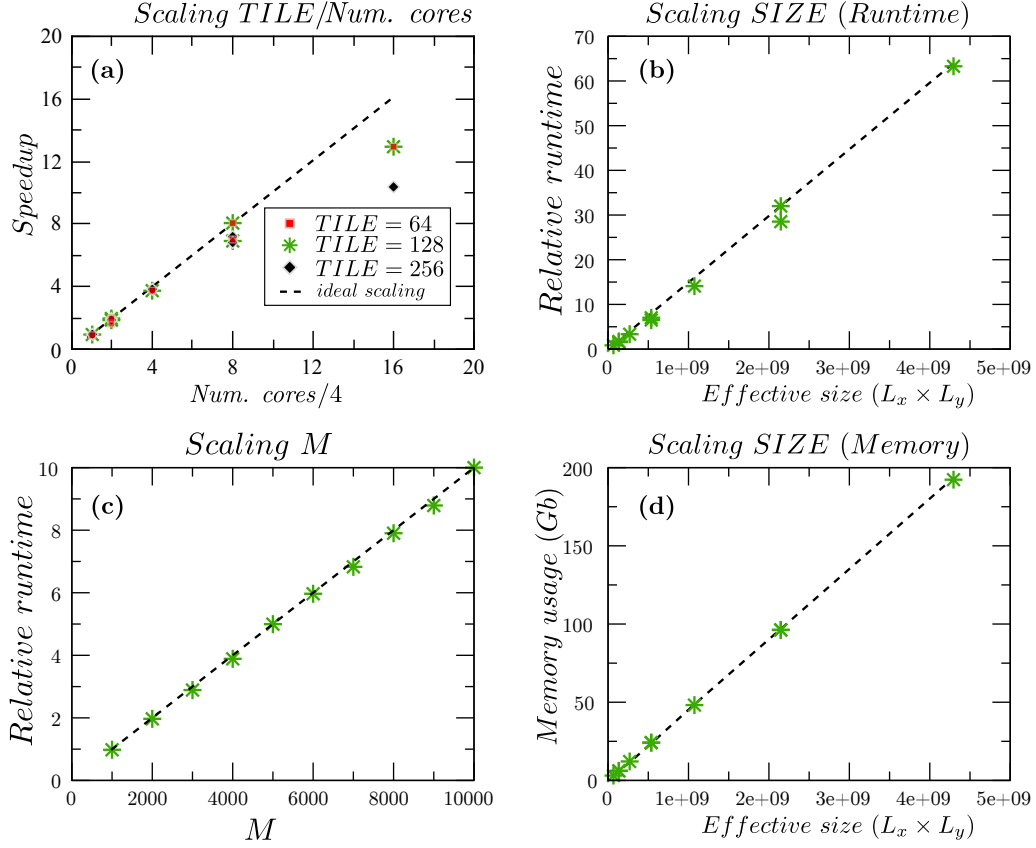 Scaling TILE/Num. cores
(a)
Speedup
20
16
12
8
4
0
0 4 8 12 16 20
Num. cores/4
TILE = 64
TILE = 128
TILE = 256
ideal scaling
Scaling SIZE (Runtime)
(b)
Relative runtime
70
60
50
40
30
20
10
0
0 1e+09 2e+09 3e+09 4e+09 5e+09
Effective size (Lx × Ly)
Scaling M
(c)
Relative runtime
10
8
6
4
2
0
0 2000 4000 6000 8000 10000
M
Scaling SIZE (Memory)
(d)
Memory usage (Gb)
200
150
100
50
0
0 1e+09 2e+09 3e+09 4e+09 5e+09
Effective size (Lx × Ly)